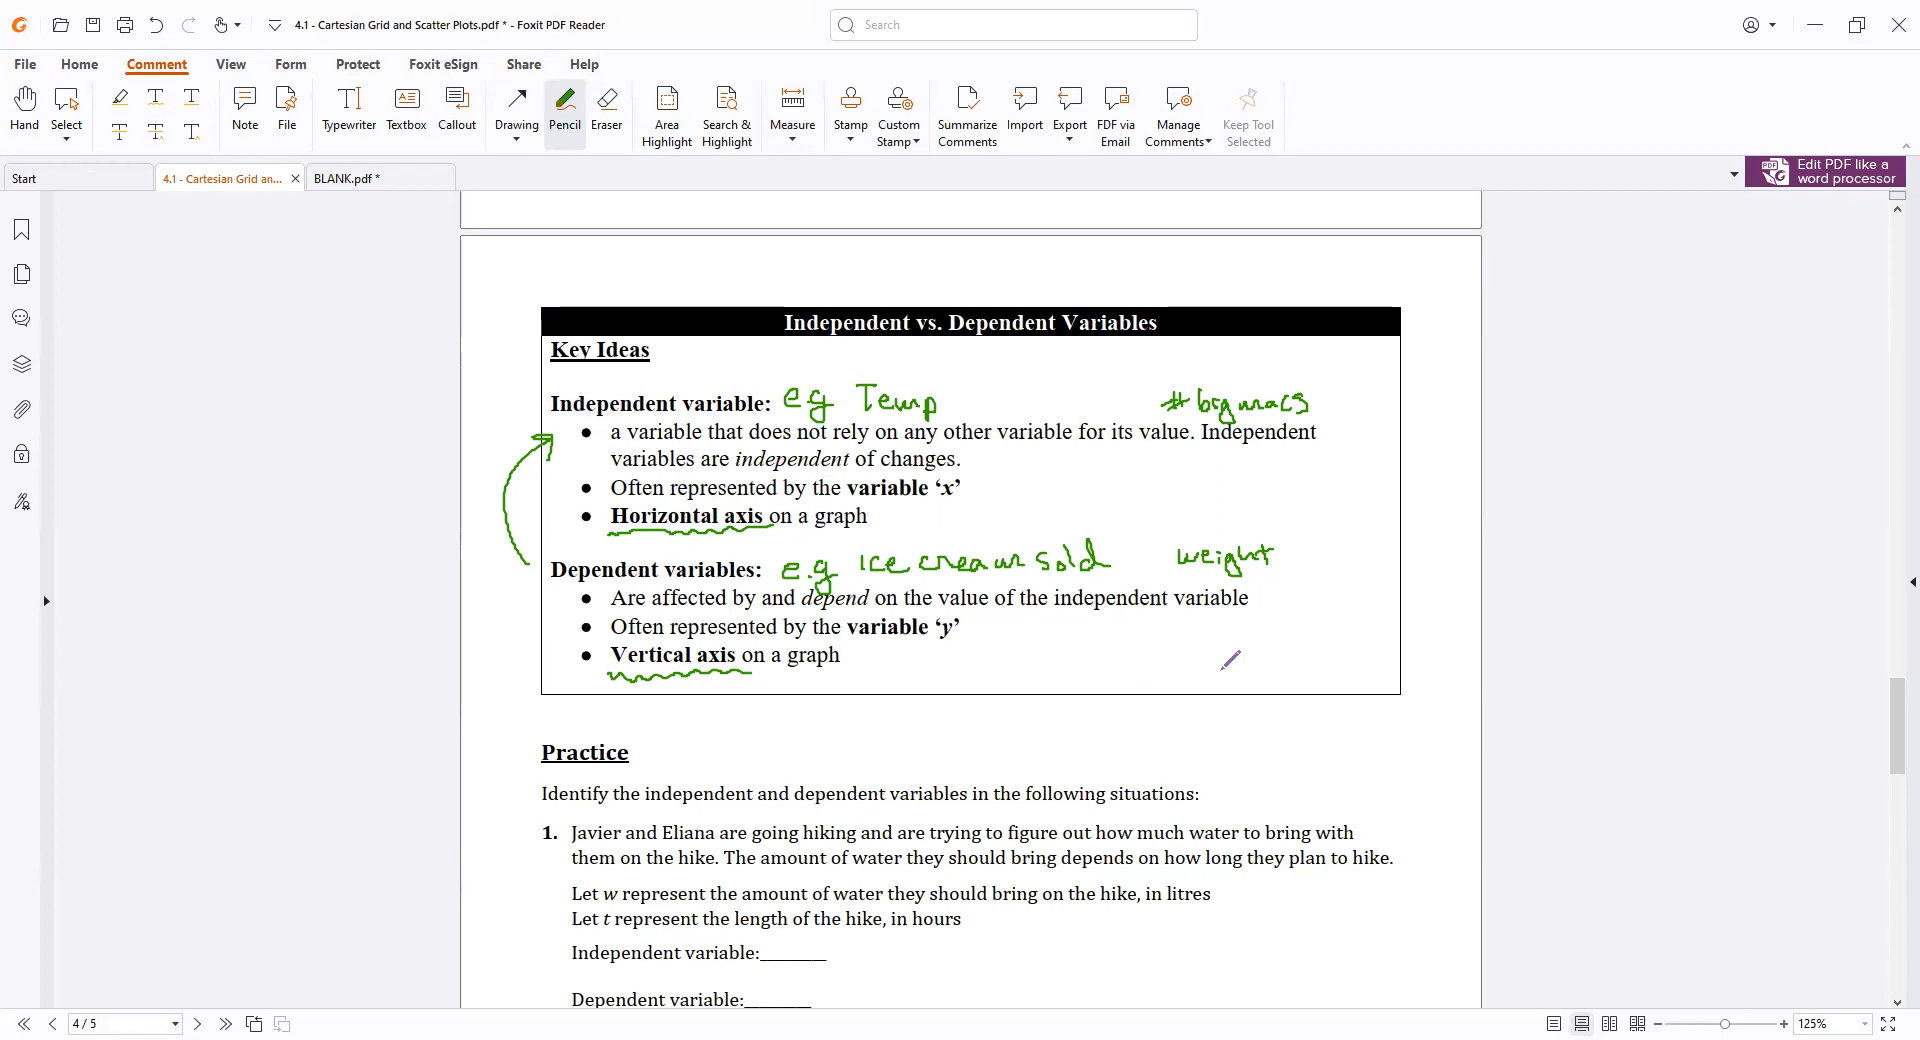 4.1 - Cartesian Grid and Scatter Plots.pdf * - Foxit PDF Reader
Search
File Home Comment View Form Protect Foxit eSign Share Help
Hand Select Note File Typewriter Textbox Callout Drawing Pencil Eraser Area Highlight Search & Highlight Measure Stamp Custom Stamp Summarize Comments Import Export FDF via Email Manage Comments Keep Tool Selected
Start 4.1 - Cartesian Grid an... BLANK.pdf *
Edit PDF like a
word processor
Independent vs. Dependent Variables
Key Ideas
Independent variable: eg Temp #bigmacs
• a variable that does not rely on any other variable for its value. Independent
variables are independent of changes.
• Often represented by the variable ‘x’
• Horizontal axis on a graph
Dependent variables: e.g ice cream sold weight
• Are affected by and depend on the value of the independent variable
• Often represented by the variable ‘y’
• Vertical axis on a graph
Practice
Identify the independent and dependent variables in the following situations:
1. Javier and Eliana are going hiking and are trying to figure out how much water to bring with
them on the hike. The amount of water they should bring depends on how long they plan to hike.
Let w represent the amount of water they should bring on the hike, in litres
Let t represent the length of the hike, in hours
Independent variable:________
Dependent variable:________
4 / 5
125%